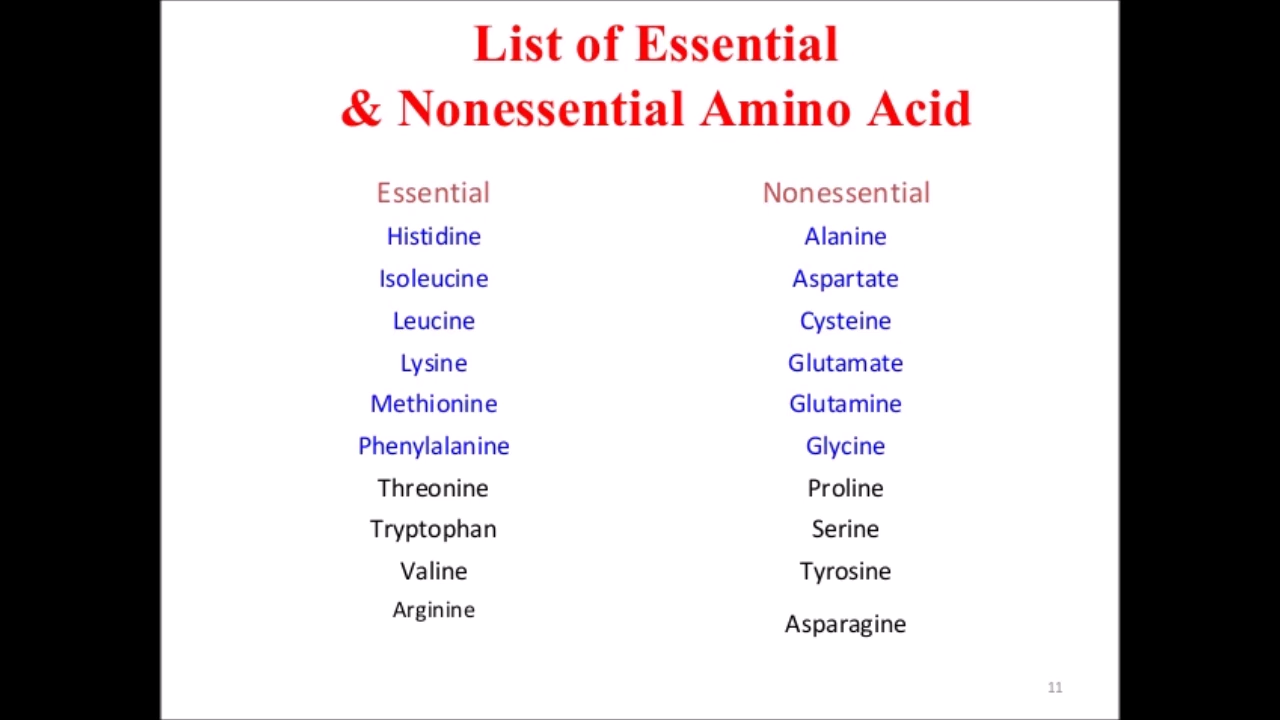 List of Essential
& Nonessential Amino Acid
Essential Nonessential
Histidine Alanine
Isoleucine Aspartate
Leucine Cysteine
Lysine Glutamate
Methionine Glutamine
Phenylalanine Glycine
Threonine Proline
Tryptophan Serine
Valine Tyrosine
Arginine
Asparagine
11